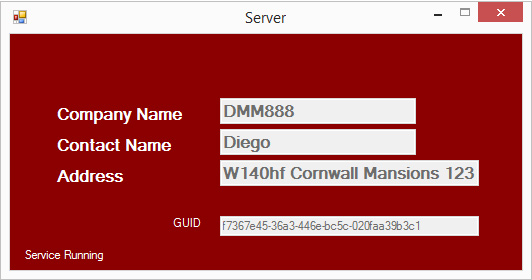 Server
Company Name DMM888
Contact Name Diego
Address W140hf Cornwall Mansions 123
GUID f7367e45-36a3-446e-bc5c-020faa39b3c1
Service Running